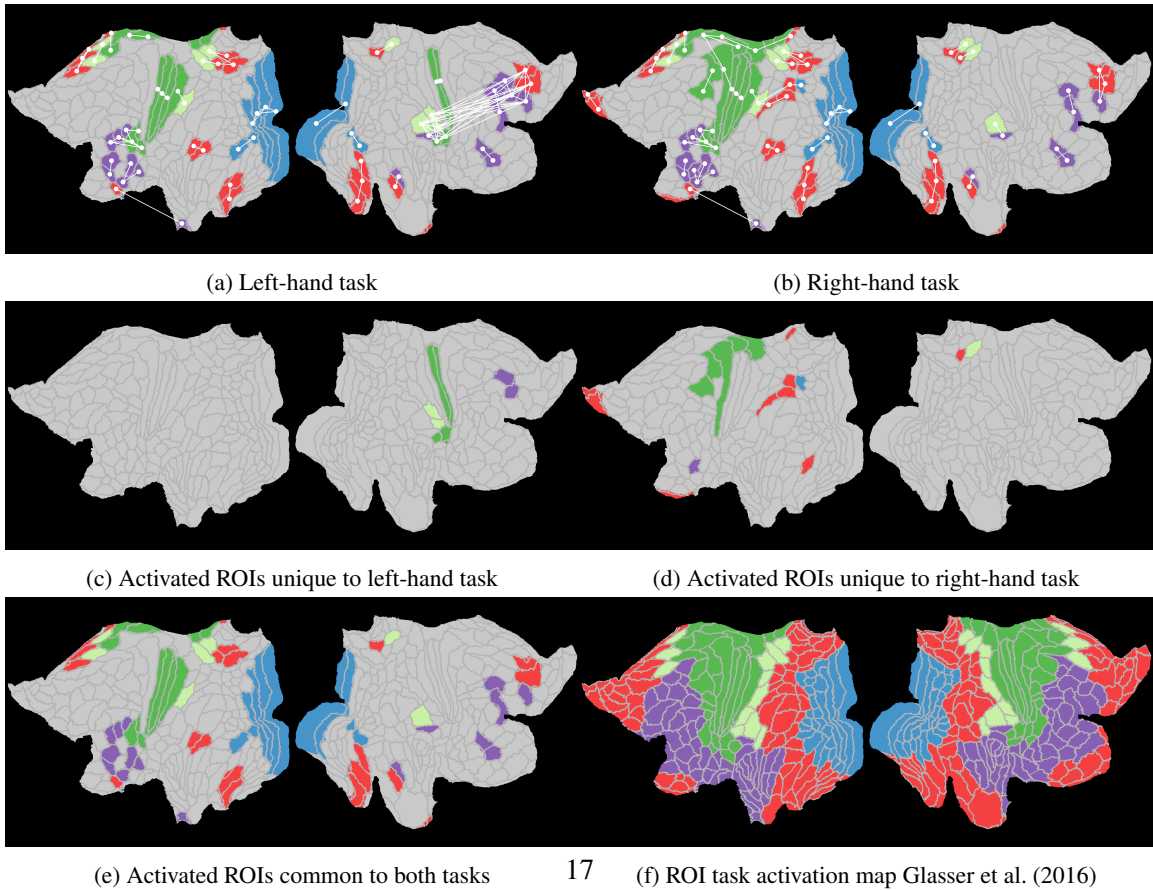 (a) Left-hand task
(b) Right-hand task
(c) Activated ROIs unique to left-hand task
(d) Activated ROIs unique to right-hand task
(e) Activated ROIs common to both tasks
17
(f) ROI task activation map Glasser et al. (2016)